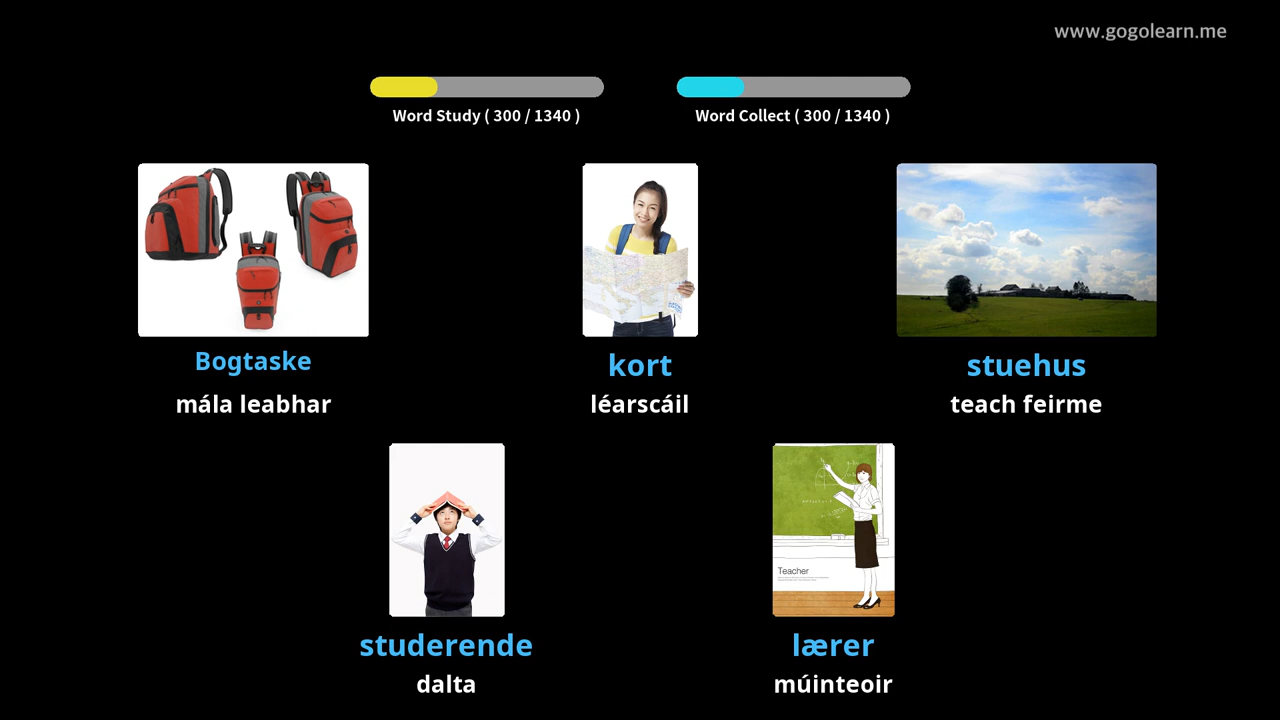 www.gogolearn.me
Word Study ( 300 / 1340 )
Word Collect ( 300 / 1340 )
Bogtaske
mála leabhar
kort
léarscáil
stuehus
teach feirme
studerende
dalta
Teacher
lærer
múinteoir